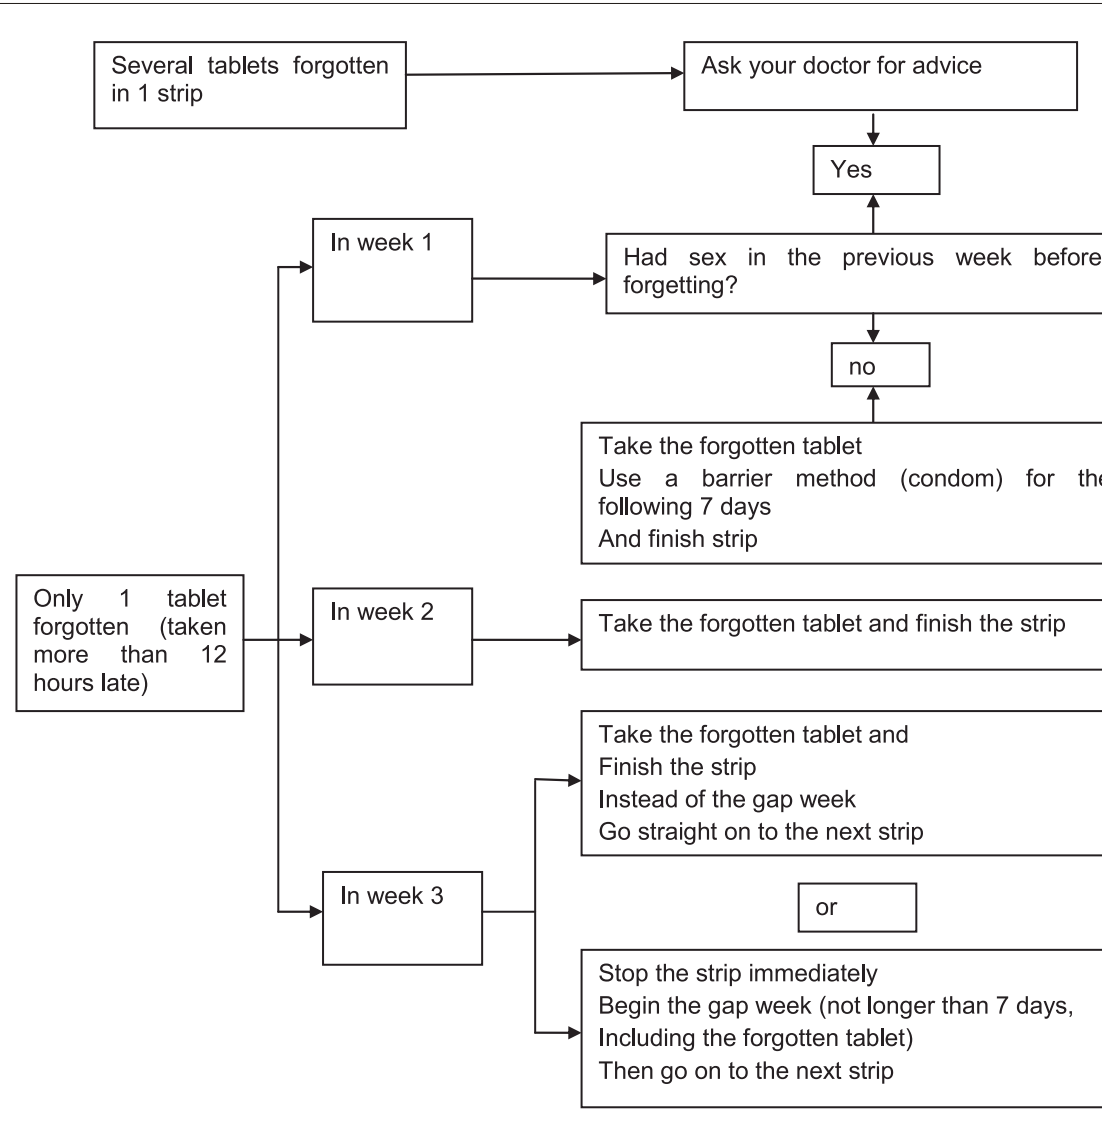 Several tablets forgotten
in 1 strip
Ask your doctor for advice
Yes
In week 1
Had sex in the previous week before
forgetting?
no
Take the forgotten tablet
Use a barrier method (condom) for the
following 7 days
And finish strip
Only 1 tablet
forgotten (taken
more than 12
hours late)
In week 2
Take the forgotten tablet and finish the strip
Take the forgotten tablet and
Finish the strip
Instead of the gap week
Go straight on to the next strip
In week 3
or
Stop the strip immediately
Begin the gap week (not longer than 7 days,
Including the forgotten tablet)
Then go on to the next strip